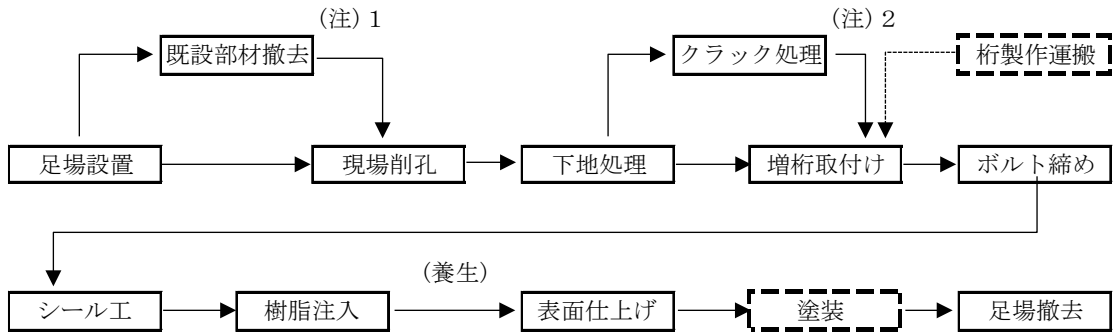 (注)1 (注)2
既設部材撤去 クラック処理 桁製作運搬
足場設置 現場削孔 下地処理 増桁取付け ボルト締め
(養生)
シール工 樹脂注入 表面仕上げ 塗装 足場撤去